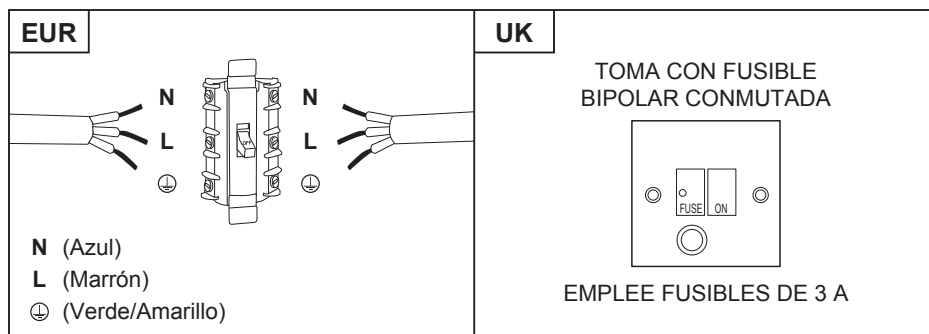 EUR
N
L
N
L
OFF
N (Azul)
L (Marrón)
(Verde/Amarillo)
UK
TOMA CON FUSIBLE
BIPOLAR CONMUTADA
FUSE ON
EMPLEE FUSIBLES DE 3 A